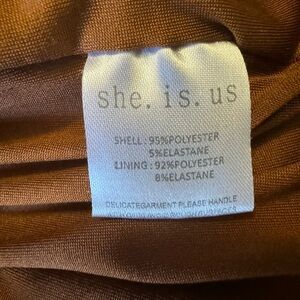 she.is.us
SHELL : 95%POLYESTER
5%ELASTANE
LINING : 92%POLYESTER
8%ELASTANE
DELICATEGARMENT PLEASE HANDLE